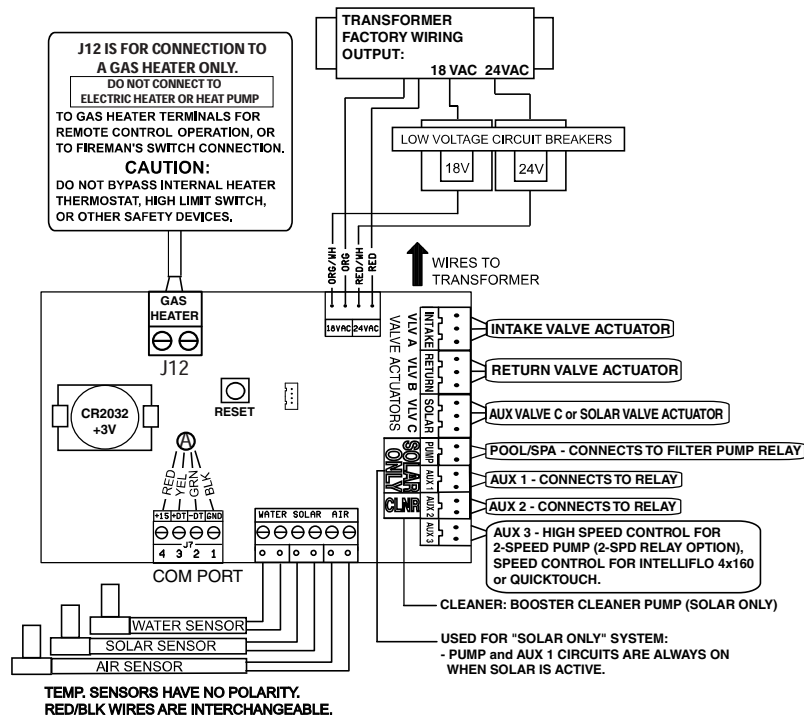 J12 IS FOR CONNECTION TO
A GAS HEATER ONLY.
DO NOT CONNECT TO
ELECTRIC HEATER OR HEAT PUMP
TO GAS HEATER TERMINALS FOR
REMOTE CONTROL OPERATION, OR
TO FIREMAN'S SWITCH CONNECTION.
CAUTION:
DO NOT BYPASS INTERNAL HEATER
THERMOSTAT, HIGH LIMIT SWITCH,
OR OTHER SAFETY DEVICES.
TRANSFORMER
FACTORY WIRING
OUTPUT:
18 VAC 24VAC
LOW VOLTAGE CIRCUIT BREAKERS
18V 24V
ORG/WH
ORG
RED/WH
RED
WIRES TO
TRANSFORMER
GAS
HEATER
J12
18VAC 24VAC
VALVE ACTUATORS
VLV A VLV B VLV C
INTAKE RETURN SOLAR
PUMP
AUX 1
AUX 2
AUX 3
SOLAR
ONLY
CLNR
INTAKE VALVE ACTUATOR
RETURN VALVE ACTUATOR
AUX VALVE C or SOLAR VALVE ACTUATOR
POOL/SPA - CONNECTS TO FILTER PUMP RELAY
AUX 1 - CONNECTS TO RELAY
AUX 2 - CONNECTS TO RELAY
AUX 3 - HIGH SPEED CONTROL FOR
2-SPEED PUMP (2-SPD RELAY OPTION),
SPEED CONTROL FOR INTELLIFLO 4x160
or QUICKTOUCH.
CLEANER: BOOSTER CLEANER PUMP (SOLAR ONLY)
USED FOR "SOLAR ONLY" SYSTEM:
- PUMP and AUX 1 CIRCUITS ARE ALWAYS ON
WHEN SOLAR IS ACTIVE.
CR2032
+3V
RESET
A
RED
YEL
GRN
BLK
+15 +DT -DT GND
J7
4 3 2 1
COM PORT
WATER SOLAR AIR
WATER SENSOR
SOLAR SENSOR
AIR SENSOR
TEMP. SENSORS HAVE NO POLARITY.
RED/BLK WIRES ARE INTERCHANGEABLE.